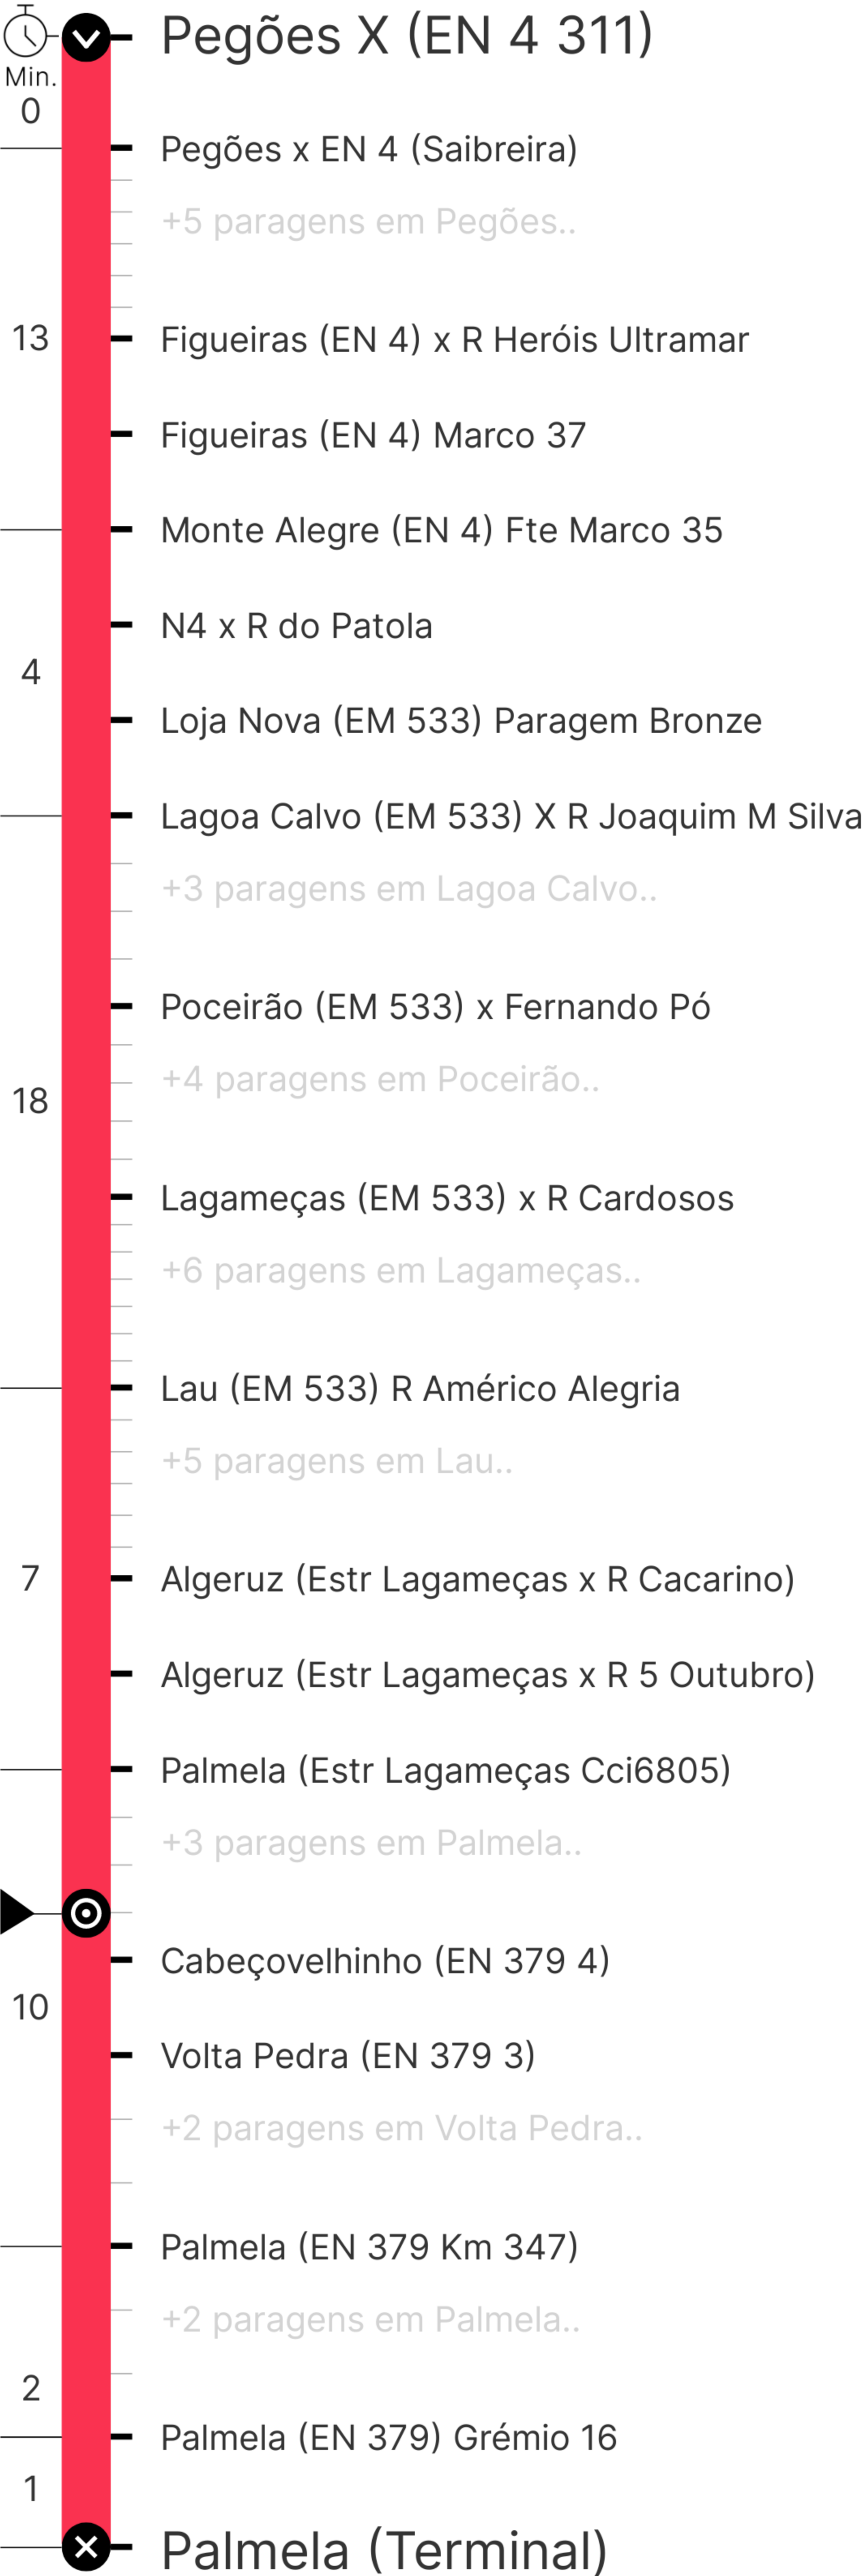 Pegões X (EN 4 311)
Min.
0
Pegões x EN 4 (Saibreira)
+5 paragens em Pegões..
13
Figueiras (EN 4) x R Heróis Ultramar
Figueiras (EN 4) Marco 37
Monte Alegre (EN 4) Fte Marco 35
N4 x R do Patola
4
Loja Nova (EM 533) Paragem Bronze
Lagoa Calvo (EM 533) X R Joaquim M Silva
+3 paragens em Lagoa Calvo..
Poceirão (EM 533) x Fernando Pó
+4 paragens em Poceirão..
18
Lagameças (EM 533) x R Cardosos
+6 paragens em Lagameças..
Lau (EM 533) R Américo Alegria
+5 paragens em Lau..
7
Algeruz (Estr Lagameças x R Cacarino)
Algeruz (Estr Lagameças x R 5 Outubro)
Palmela (Estr Lagameças Cci6805)
+3 paragens em Palmela..
Cabeçovelhinho (EN 379 4)
10
Volta Pedra (EN 379 3)
+2 paragens em Volta Pedra..
Palmela (EN 379 Km 347)
+2 paragens em Palmela..
2
Palmela (EN 379) Grémio 16
1
Palmela (Terminal)